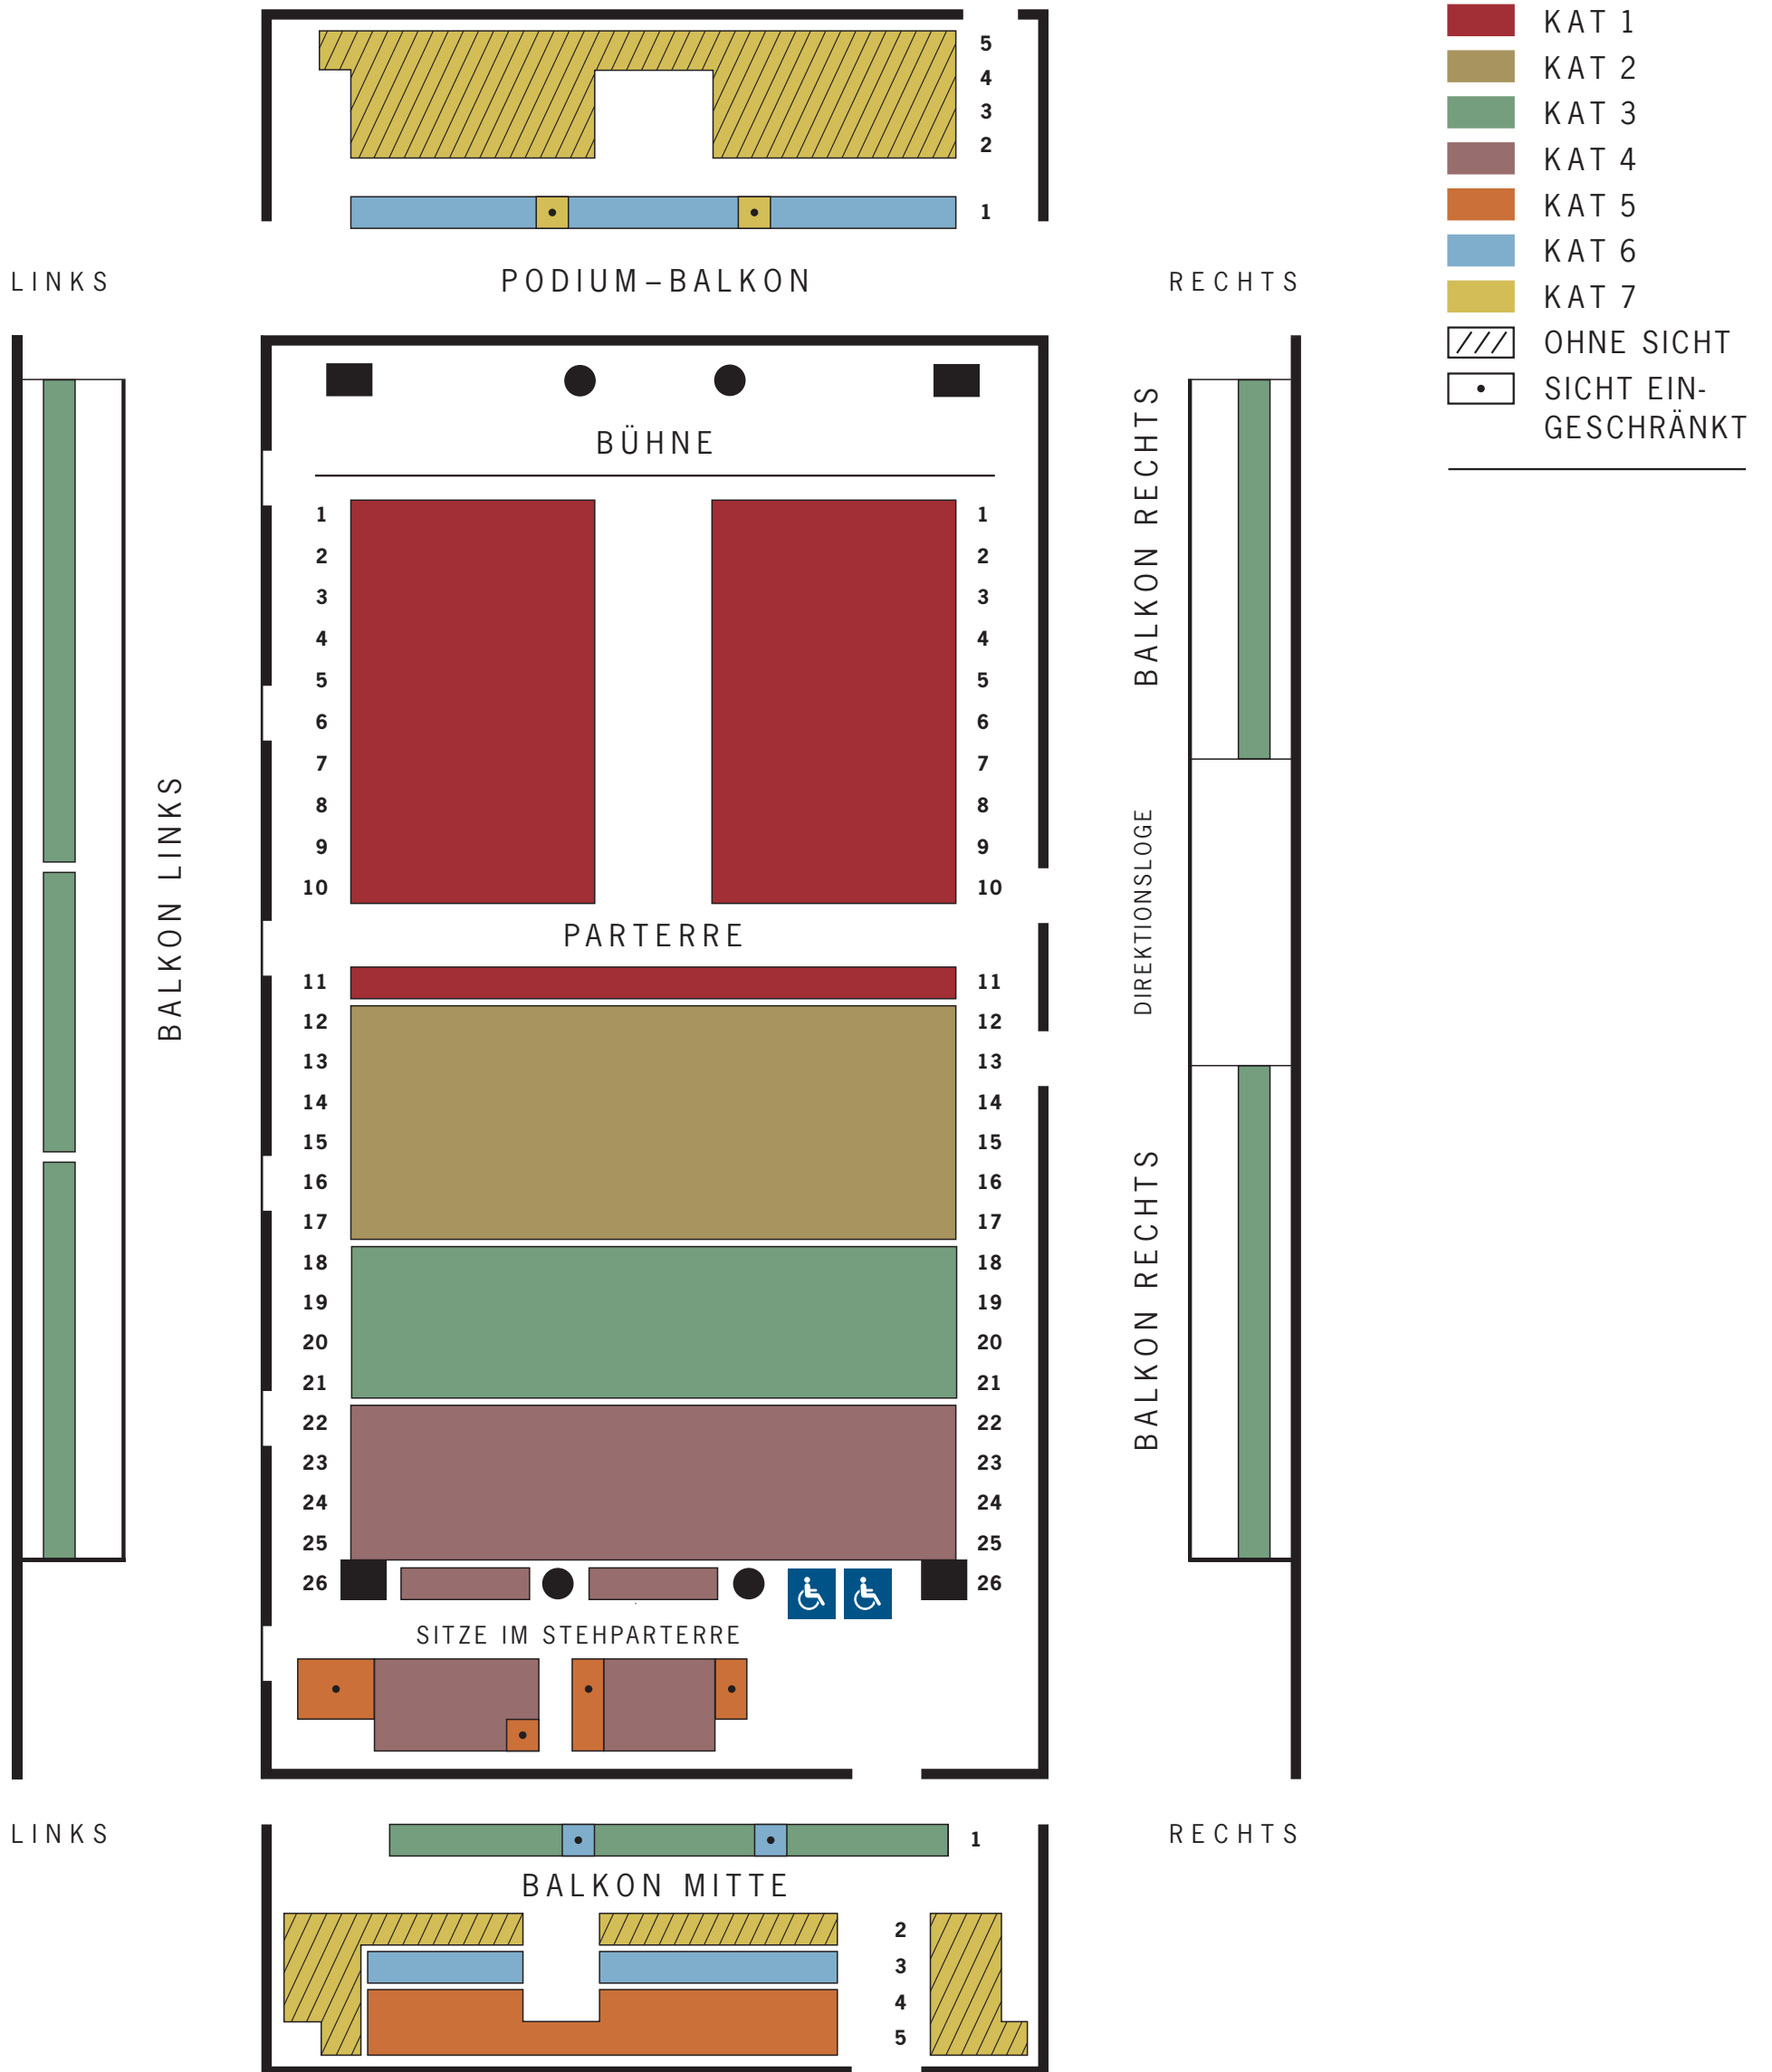 KAT 1
KAT 2
KAT 3
KAT 4
KAT 5
KAT 6
KAT 7
OHNE SICHT
SICHT EIN-
GESCHRÄNKT
5
4
3
2
1
LINKS
PODIUM–BALKON
RECHTS
BÜHNE
BALKON LINKS
BALKON RECHTS
DIREKTIONSLOGE
BALKON RECHTS
1 1
2 2
3 3
4 4
5 5
6 6
7 7
8 8
9 9
10 10
PARTERRE
11 11
12 12
13 13
14 14
15 15
16 16
17 17
18 18
19 19
20 20
21 21
22 22
23 23
24 24
25 25
26 26
SITZE IM STEHPARTERRE
LINKS
RECHTS
1
BALKON MITTE
2
3
4
5